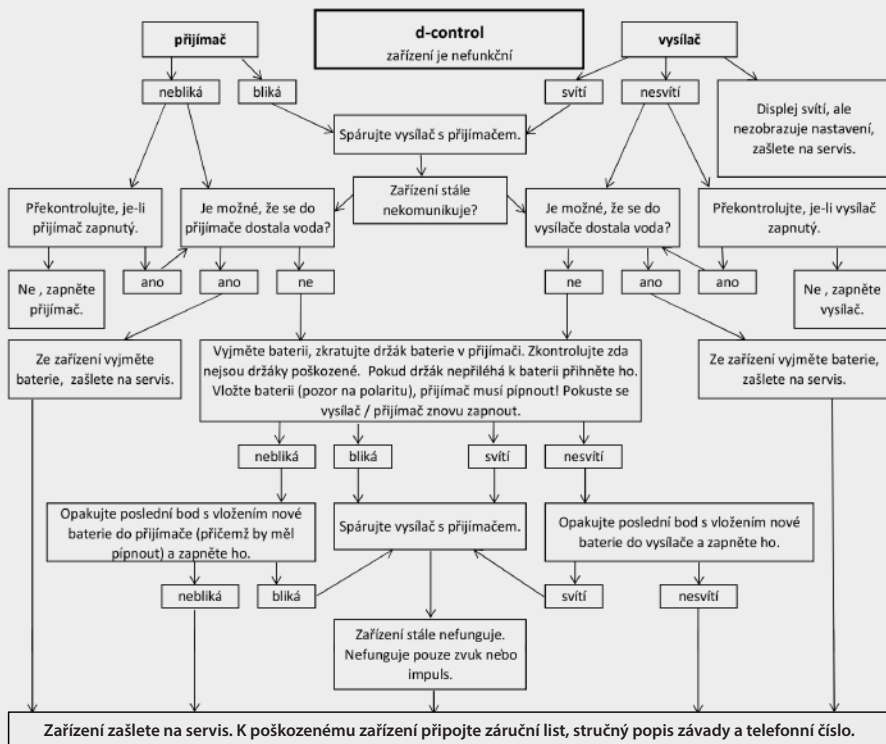 d-control
zařízení je nefunkční
přijímač
vysílač
nebliká
bliká
svítí
nesvítí
Displej svítí, ale
nezobrazuje nastavení,
zašlete na servis.
Spárujte vysílač s přijímačem.
Zařízení stále
nekomunikuje?
Překontrolujte, je-li
přijímač zapnutý.
Je možné, že se do
přijímače dostala voda?
Je možné, že se do
vysílače dostala voda?
Překontrolujte, je-li vysílač
zapnutý.
Ne , zapněte
přijímač.
ano
ano
ne
ne
ano
ano
Ne , zapněte
vysílač.
Ze zařízení vyjměte
baterie, zašlete na servis.
Vyjměte baterii, zkratujte držák baterie v přijímači. Zkontrolujte zda
nejsou držáky poškozené. Pokud držák nepřiléhá k baterii přihněte ho.
Vložte baterii (pozor na polaritu), přijímač musí pípnout! Pokuste se
vysílač / přijímač znovu zapnout.
Ze zařízení vyjměte baterie,
zašlete na servis.
nebliká
bliká
svítí
nesvítí
Opakujte poslední bod s vložením nové
baterie do přijímače (přičemž by měl
pípnout) a zapněte ho.
Spárujte vysílač s přijímačem.
Opakujte poslední bod s vložením nové
baterie do vysílače a zapněte ho.
nebliká
bliká
svítí
nesvítí
Zařízení stále nefunguje.
Nefunguje pouze zvuk nebo
impuls.
Zařízení zašlete na servis. K poškozenému zařízení připojte záruční list, stručný popis závady a telefonní číslo.